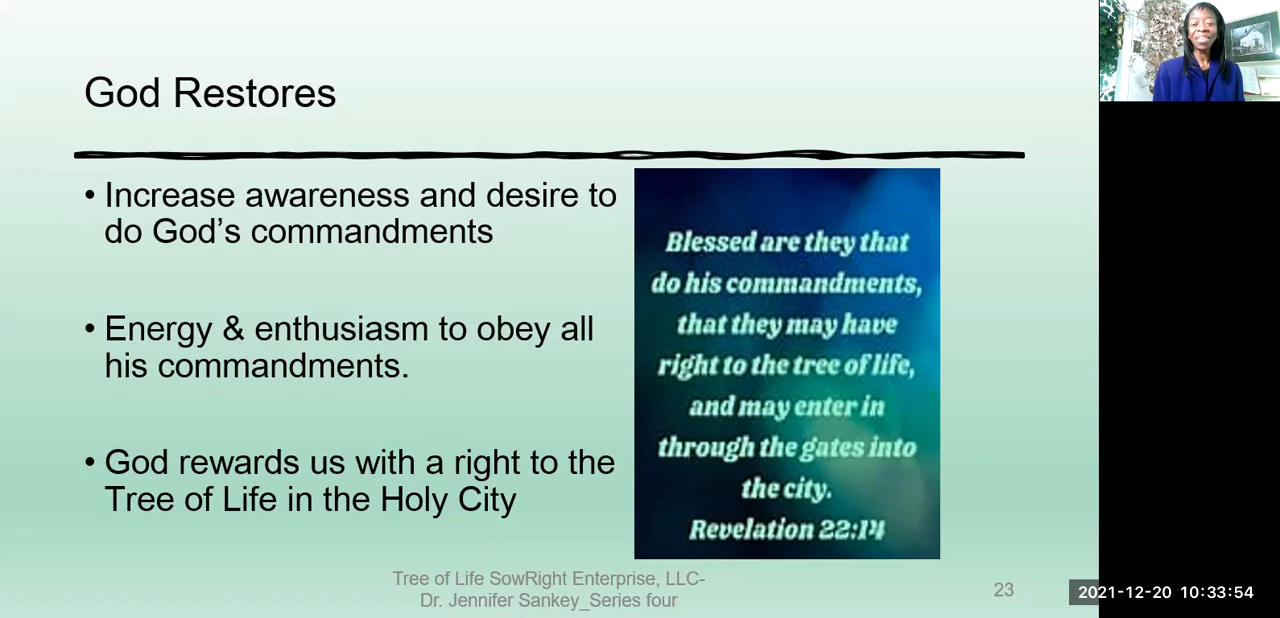 God Restores
• Increase awareness and desire to
do God’s commandments
• Energy & enthusiasm to obey all
his commandments.
• God rewards us with a right to the
Tree of Life in the Holy City
Blessed are they that
do his commandments,
that they may have
right to the tree of life,
and may enter in
through the gates into
the city.
Revelation 22:14
Tree of Life SowRight Enterprise, LLC-
Dr. Jennifer Sankey_Series four
23
2021-12-20 10:33:54